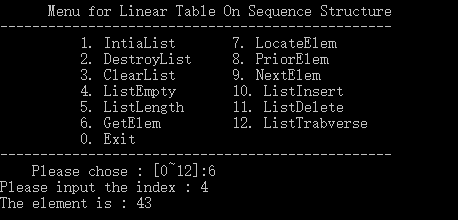 Menu for Linear Table On Sequence Structure
-------------------------------------------------
1. IntiaList 7. LocateElem
2. DestroyList 8. PriorElem
3. ClearList 9. NextElem
4. ListEmpty 10. ListInsert
5. ListLength 11. ListDelete
6. GetElem 12. ListTrabverse
0. Exit
-------------------------------------------------
Please chose : [0~12]:6
Please input the index : 4
The element is : 43